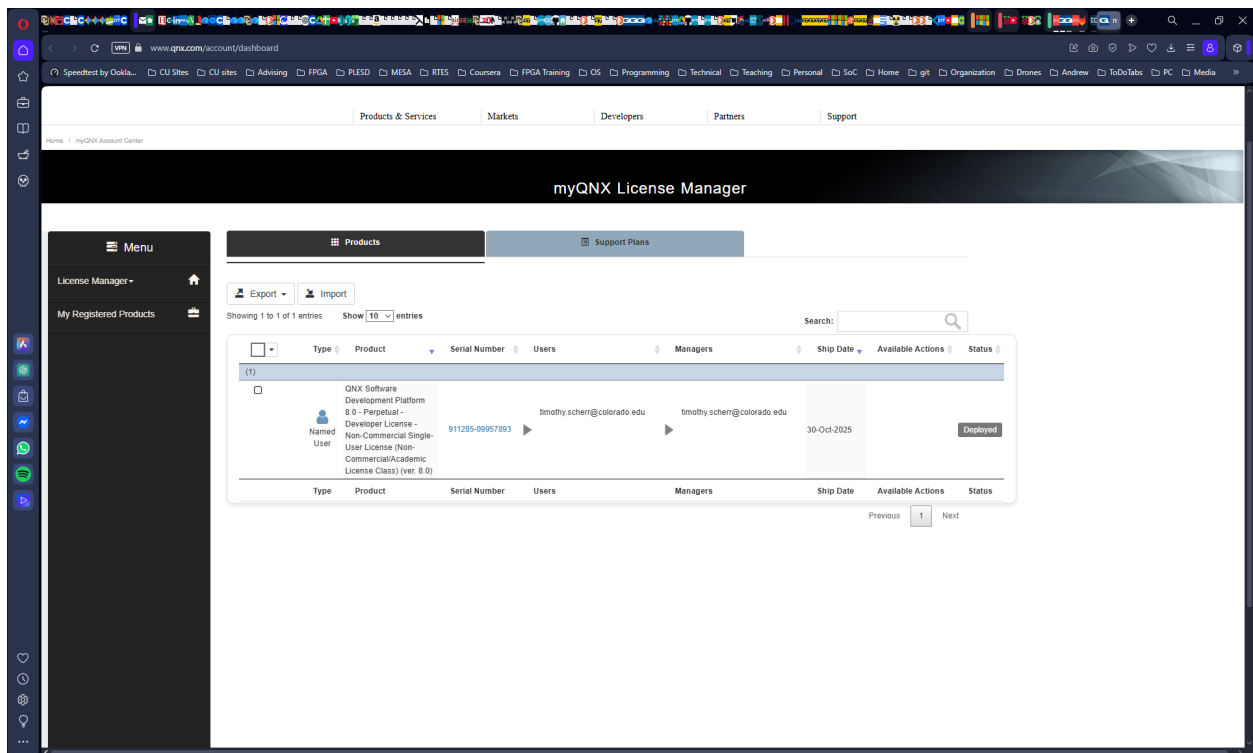 VPN www.qnx.com/account/dashboard
Speedtest by Ookla... CU SItes CU sites Advising FPGA PLESD MESA RTES Coursera FPGA Training OS Programming Technical Teaching Personal SoC Home git Organization Drones Andrew ToDoTabs PC Media »
Products & Services Markets Developers Partners Support
Home > myQNX Account Center
myQNX License Manager
Menu
License Manager
My Registered Products
Products Support Plans
Export Import
Showing 1 to 1 of 1 entries Show 10 entries
Search:
Type Product Serial Number Users Managers Ship Date Available Actions Status
(1)
Named
User
QNX Software
Development Platform
8.0 - Perpetual -
Developer License -
Non-Commercial Single-
User License (Non-
Commercial/Academic
License Class) (ver. 8.0)
911285-09957893
timothy.scherr@colorado.edu
timothy.scherr@colorado.edu
30-Oct-2025
Deployed
Type Product Serial Number Users Managers Ship Date Available Actions Status
Previous 1 Next